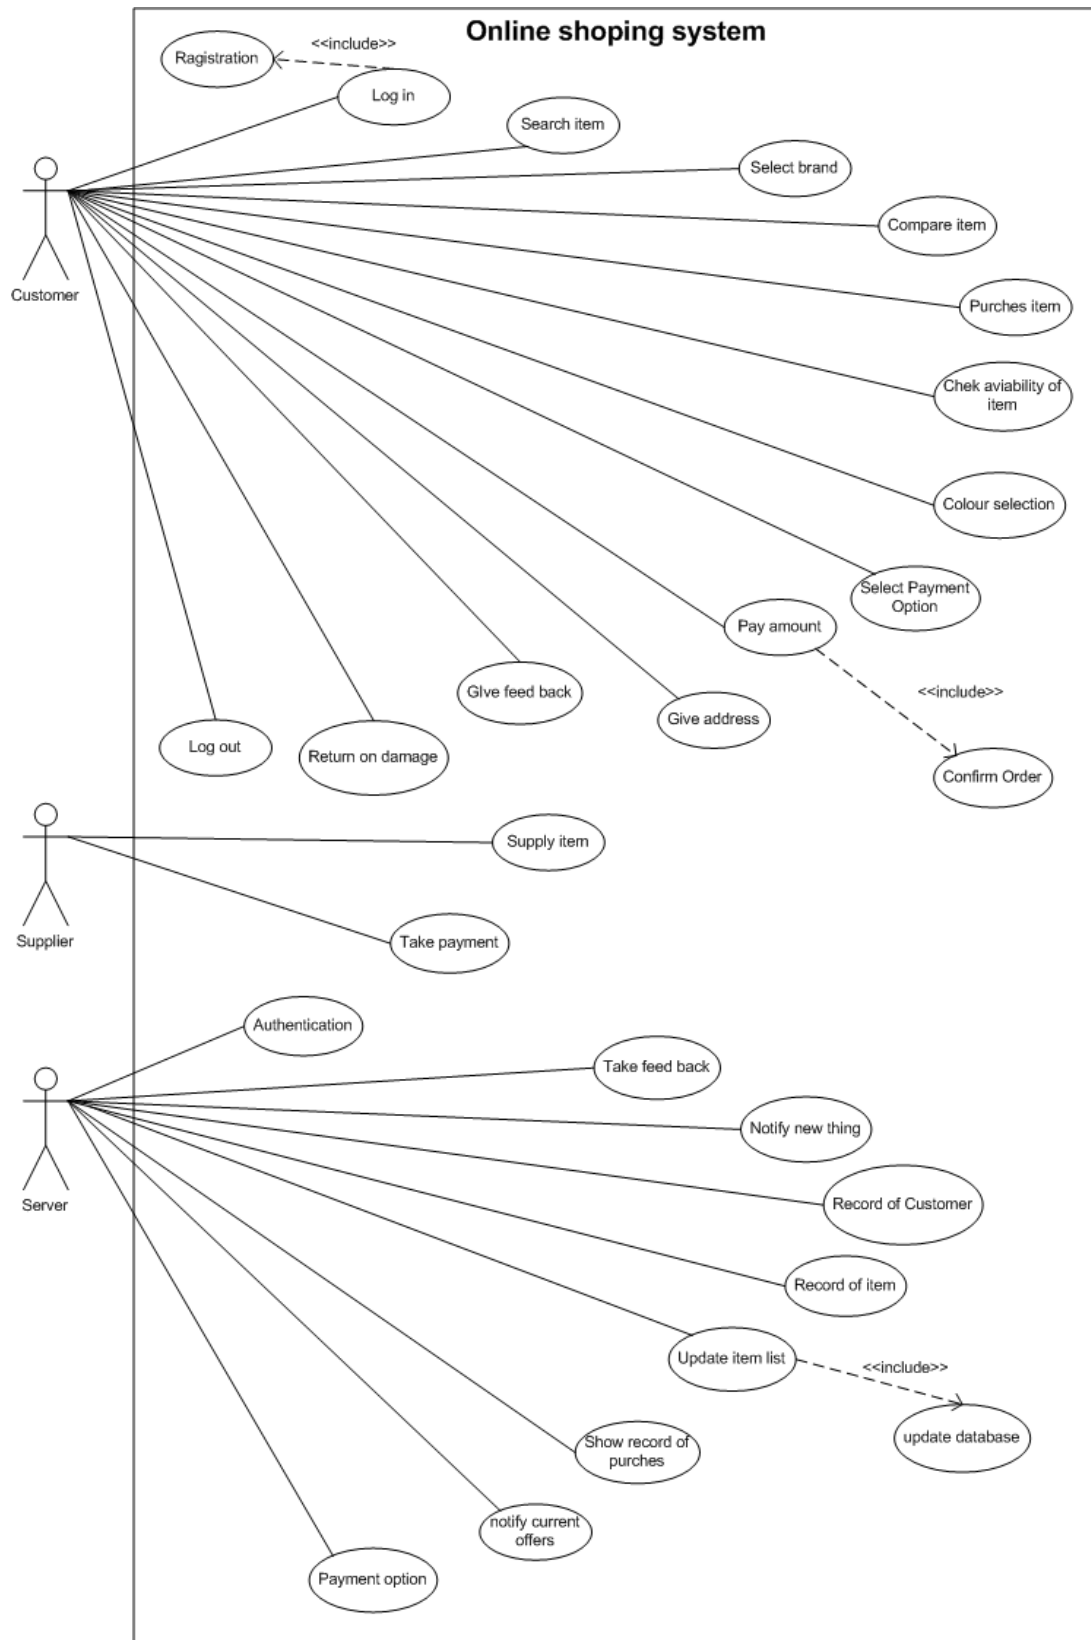 Online shoping system
<<include>>
Ragistration
Log in
Search item
Select brand
Compare item
Customer
Purches item
Chek aviability of
item
Colour selection
Select Payment
Option
Pay amount
GIve feed back
<<include>>
Give address
Log out
Return on damage
Confirm Order
Supply item
Supplier
Take payment
Authentication
Take feed back
Notify new thing
Server
Record of Customer
Record of item
Update item list
<<include>>
update database
Show record of
purches
notify current
offers
Payment option